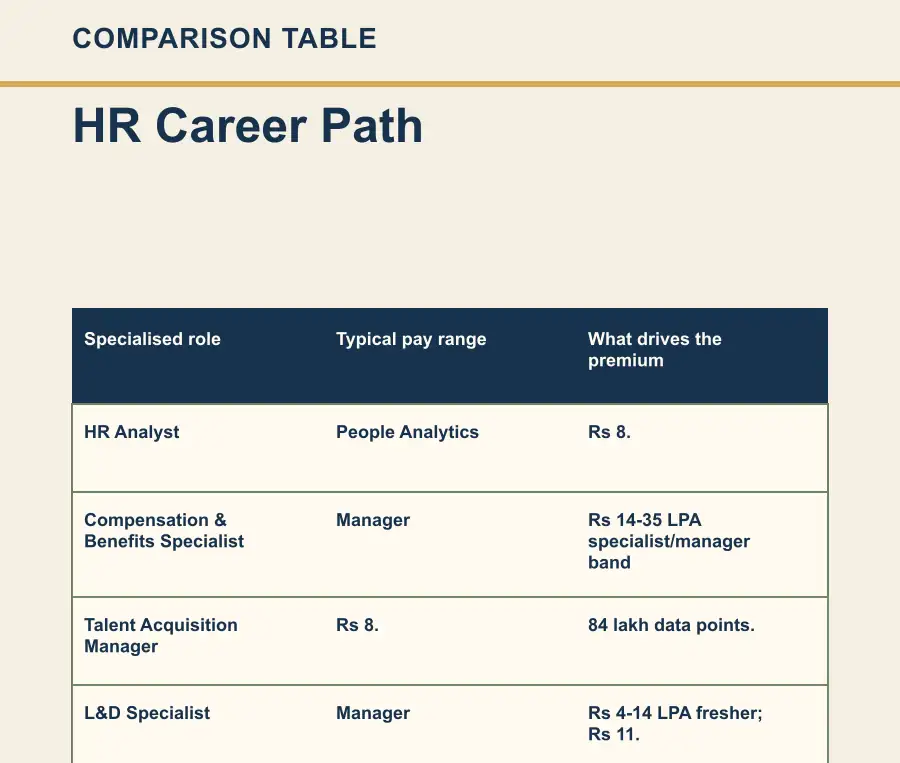 COMPARISON TABLE
HR Career Path
Specialised role
Typical pay range
What drives the
premium
HR Analyst
People Analytics
Rs 8.
Compensation &
Benefits Specialist
Manager
Rs 14-35 LPA
specialist/manager
band
Talent Acquisition
Manager
Rs 8.
84 lakh data points.
L&D Specialist
Manager
Rs 4-14 LPA fresher;
Rs 11.